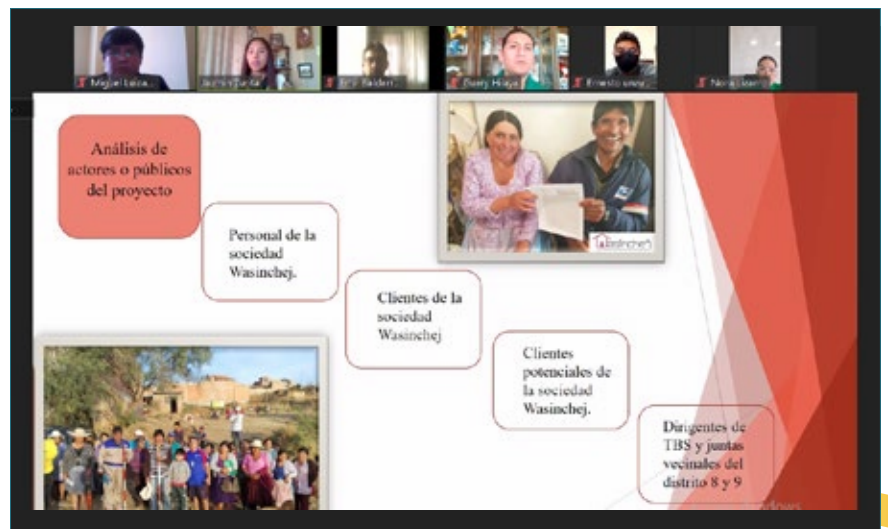 Análisis de
actores o públicos
del proyecto
Personal de la
sociedad
Wasinchej.
Clientes de la
sociedad
Wasinchej
Clientes
potenciales de
la sociedad
Wasinchej.
Dirigentes de
TBS y juntas
vecinales del
distrito 8 y 9
Wasinchej